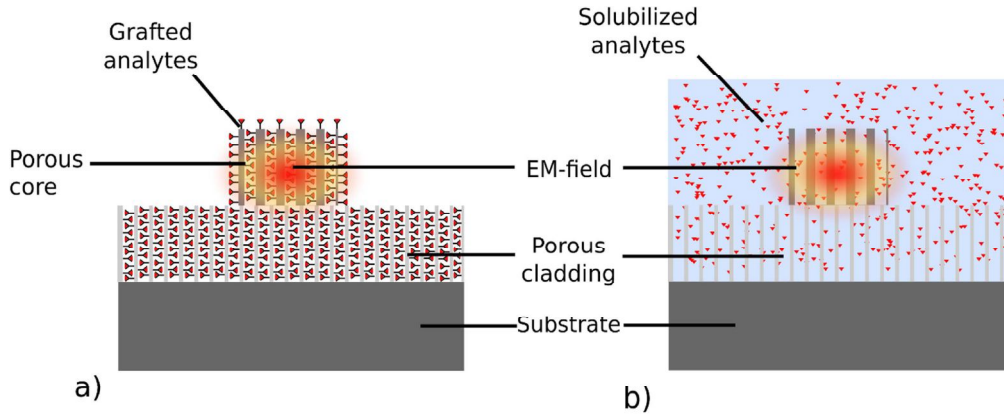 Grafted
analytes
Solubilized
analytes
Porous
core
EM-field
Porous
cladding
Substrate
a)
b)